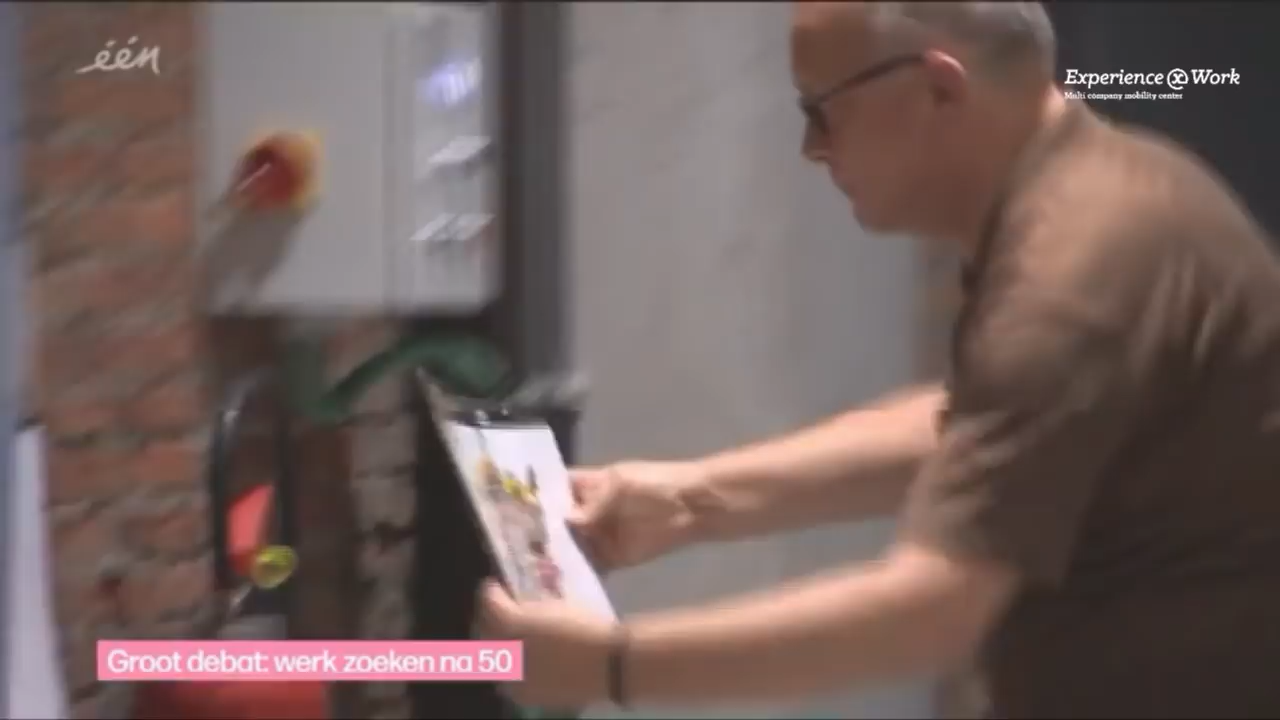 één
Experience @ Work
Multi company mobility center
Groot debat: werk zoeken na 50